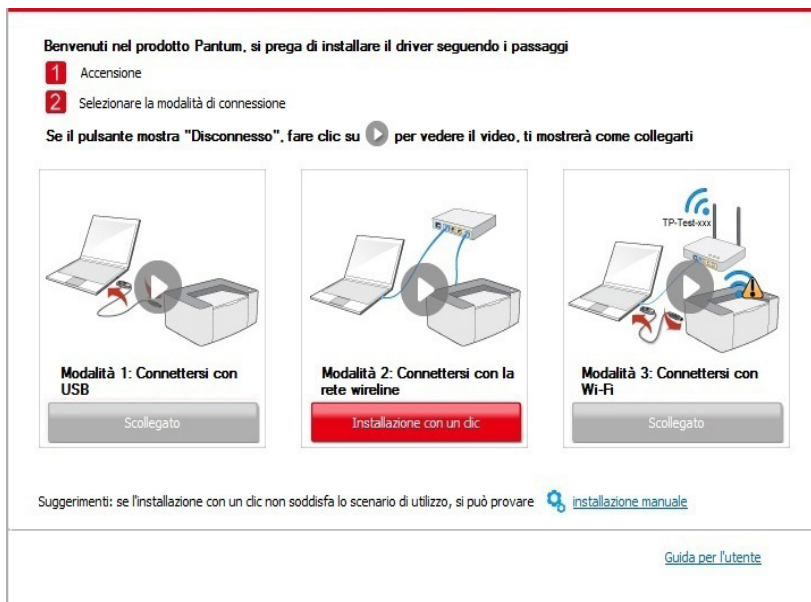 Benvenuti nel prodotto Pantum, si prega di installare il driver seguendo i passaggi
1 Accensione
2 Selezionare la modalità di connessione
Se il pulsante mostra "Disconnesso", fare clic su per vedere il video, ti mostrerà come collegarti
TP-Test-xxx
Modalità 1: Connettersi con
USB
Scollegato
Modalità 2: Connettersi con la
rete wireline
Installazione con un clic
Modalità 3: Connettersi con
Wi-Fi
Scollegato
Suggerimenti: se l'installazione con un clic non soddisfa lo scenario di utilizzo, si può provare installazione manuale
Guida per l'utente